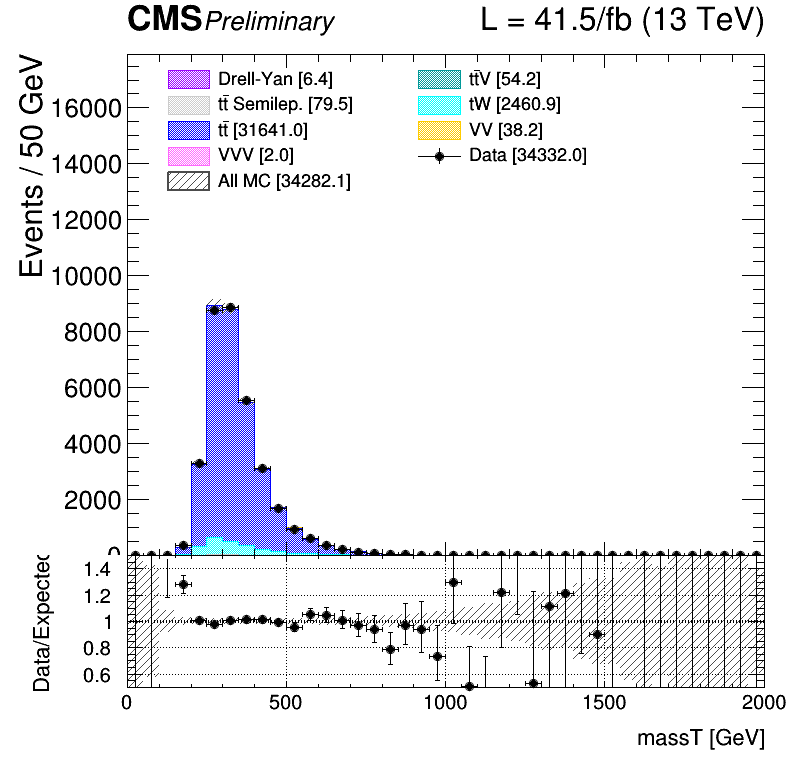 CMS Preliminary L = 41.5/fb (13 TeV)
Events / 50 GeV
Drell-Yan [6.4]
tt̄ Semilep. [79.5]
tt̄ [31641.0]
VVV [2.0]
All MC [34282.1]
tt̄V [54.2]
tW [2460.9]
VV [38.2]
Data [34332.0]
16000
14000
12000
10000
8000
6000
4000
2000
0
Data/Expected
1.4
1.2
1
0.8
0.6
0 500 1000 1500 2000
massT [GeV]